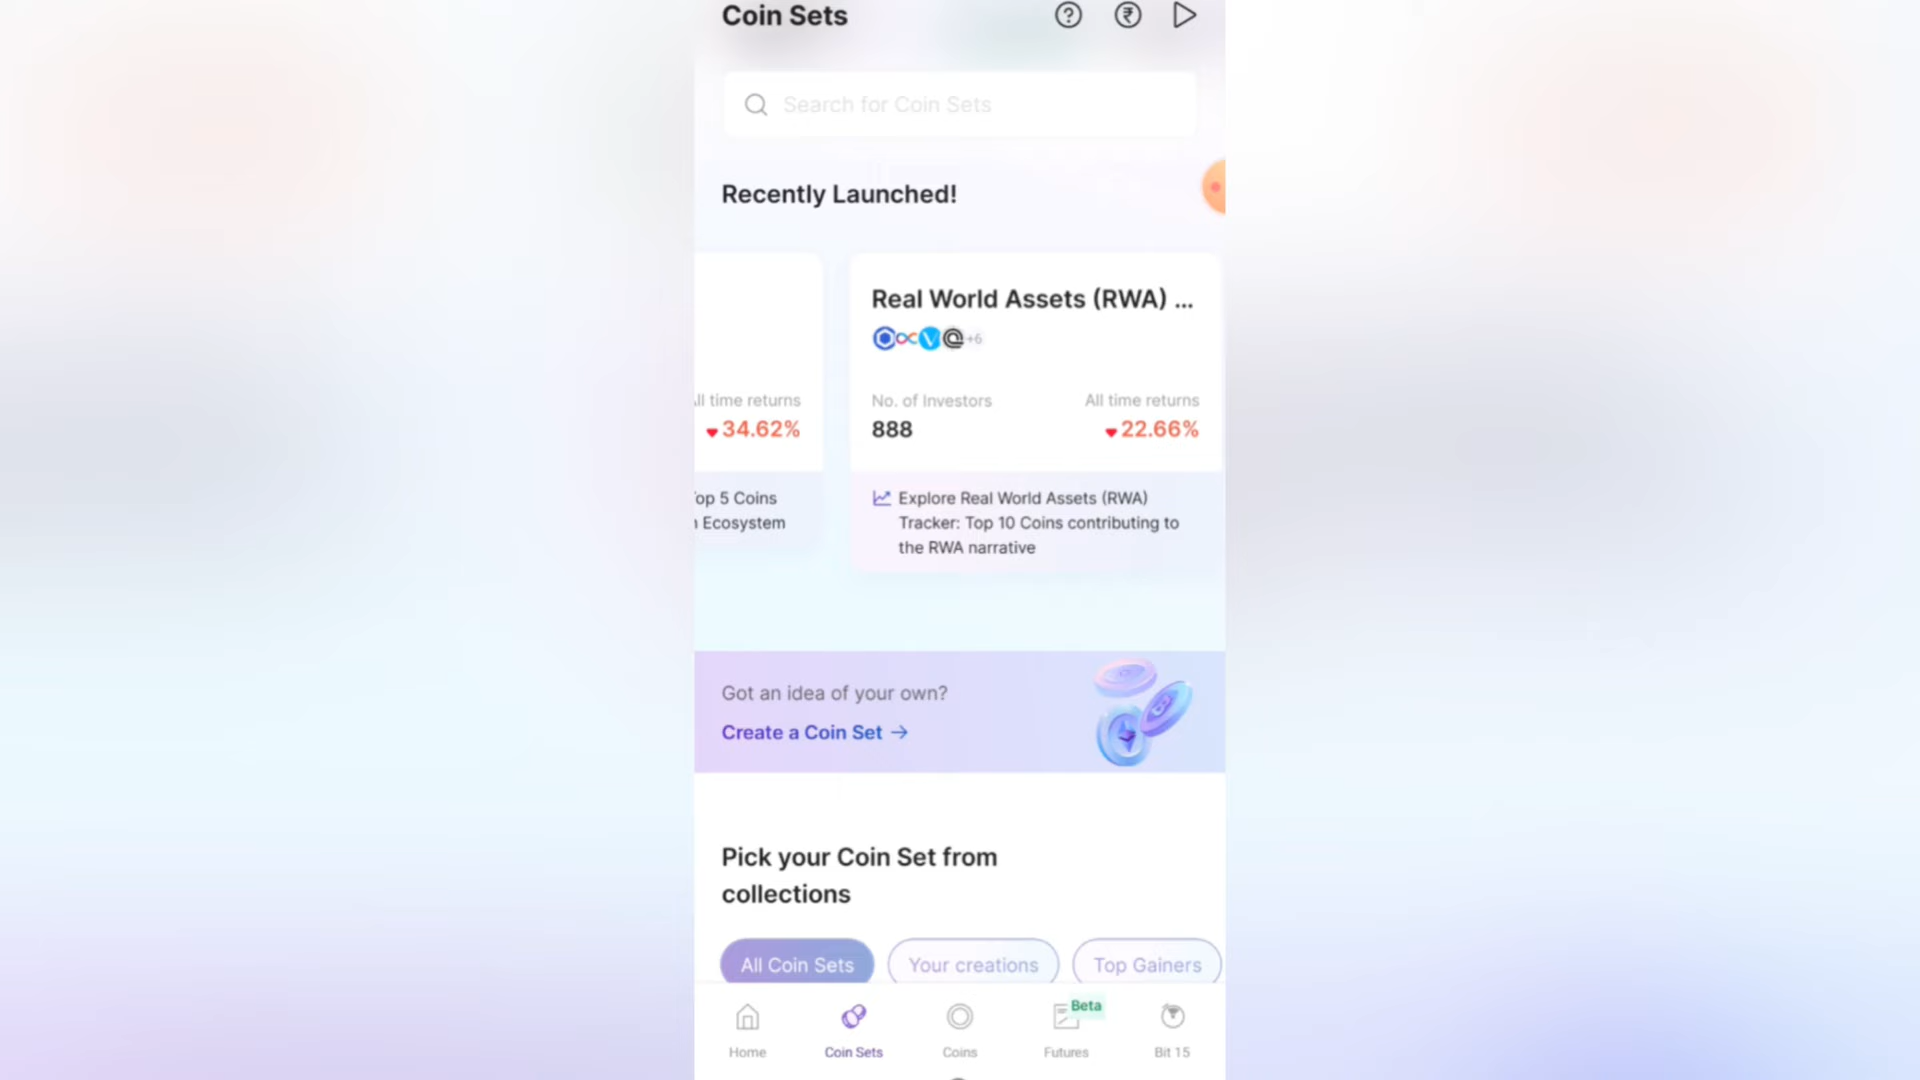 Coin Sets
Search for Coin Sets
Recently Launched!
Real World Assets (RWA) ...
+6
All time returns
34.62%
No. of Investors
888
All time returns
22.66%
5 Coins
Ecosystem
Explore Real World Assets (RWA)
Tracker: Top 10 Coins contributing to
the RWA narrative
Got an idea of your own?
Create a Coin Set →
Pick your Coin Set from
collections
All Coin Sets
Your creations
Top Gainers
Home
Coin Sets
Coins
Beta
Futures
Bit 15